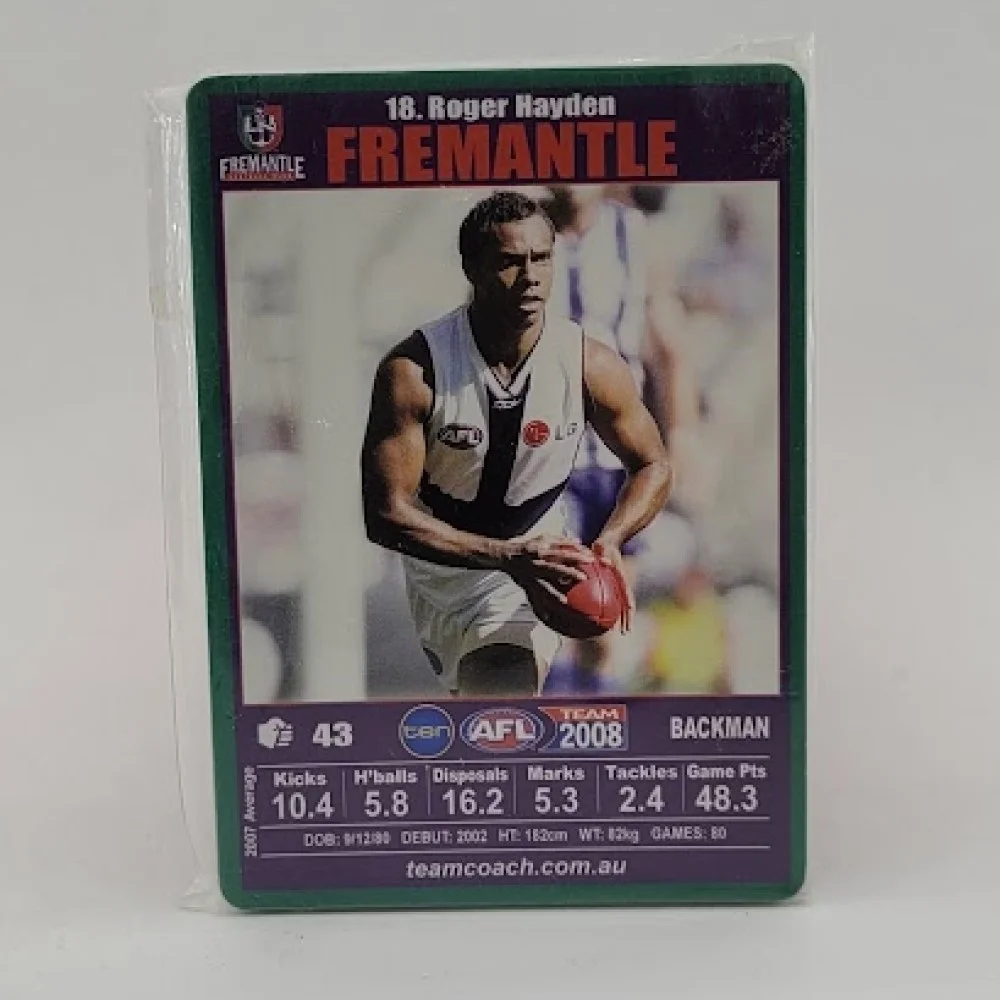 18. Roger Hayden
FREMANTLE
FREMANTLE
AFL
LG
43
ten
AFL
TEAM
2008
BACKMAN
2007 Average
Kicks H'balls Disposals Marks Tackles Game Pts
10.4 5.8 16.2 5.3 2.4 48.3
DOB: 9/12/80 DEBUT: 2002 HT: 182cm WT: 82kg GAMES: 80
teamcoach.com.au